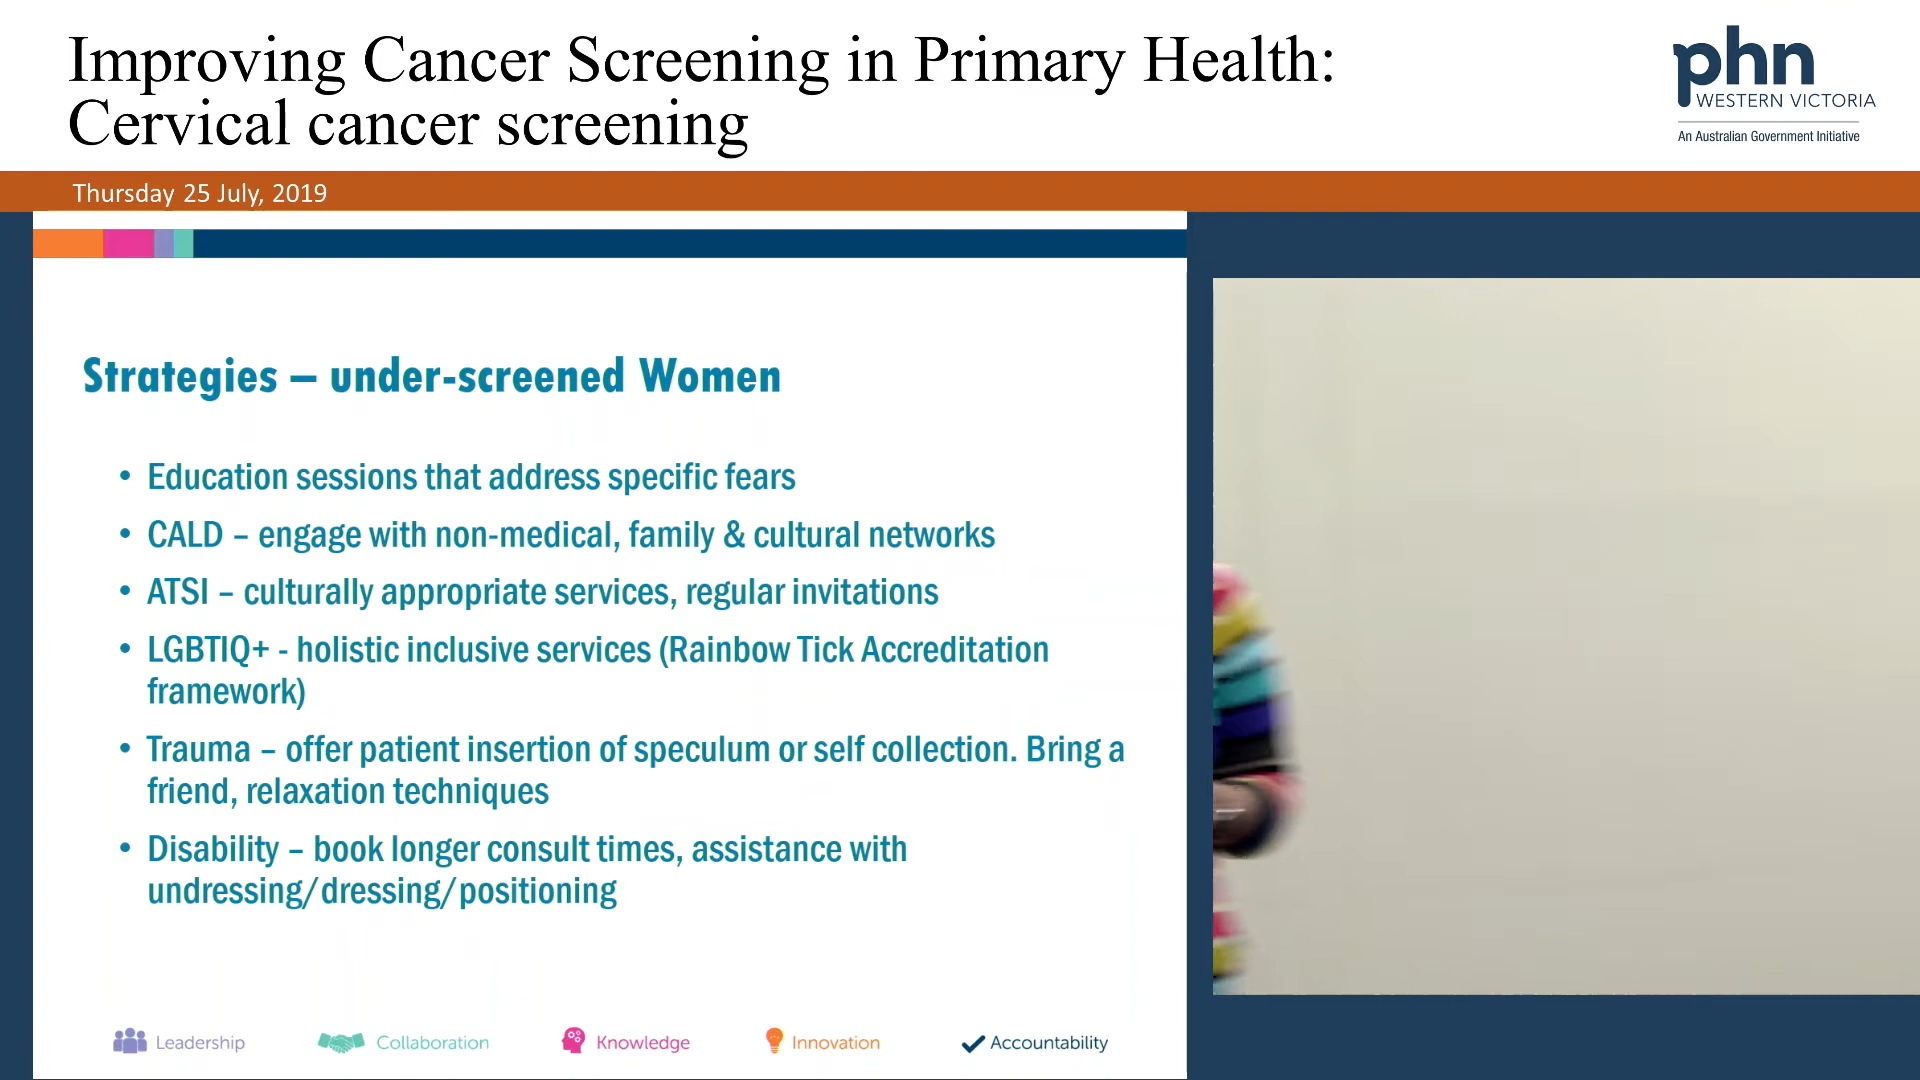 Improving Cancer Screening in Primary Health:
Cervical cancer screening
phn
WESTERN VICTORIA
An Australian Government Initiative
Thursday 25 July, 2019
Strategies – under-screened Women
• Education sessions that address specific fears
• CALD – engage with non-medical, family & cultural networks
• ATSI – culturally appropriate services, regular invitations
• LGBTIQ+ - holistic inclusive services (Rainbow Tick Accreditation
framework)
• Trauma – offer patient insertion of speculum or self collection. Bring a
friend, relaxation techniques
• Disability – book longer consult times, assistance with
undressing/dressing/positioning
Leadership
Collaboration
Knowledge
Innovation
Accountability